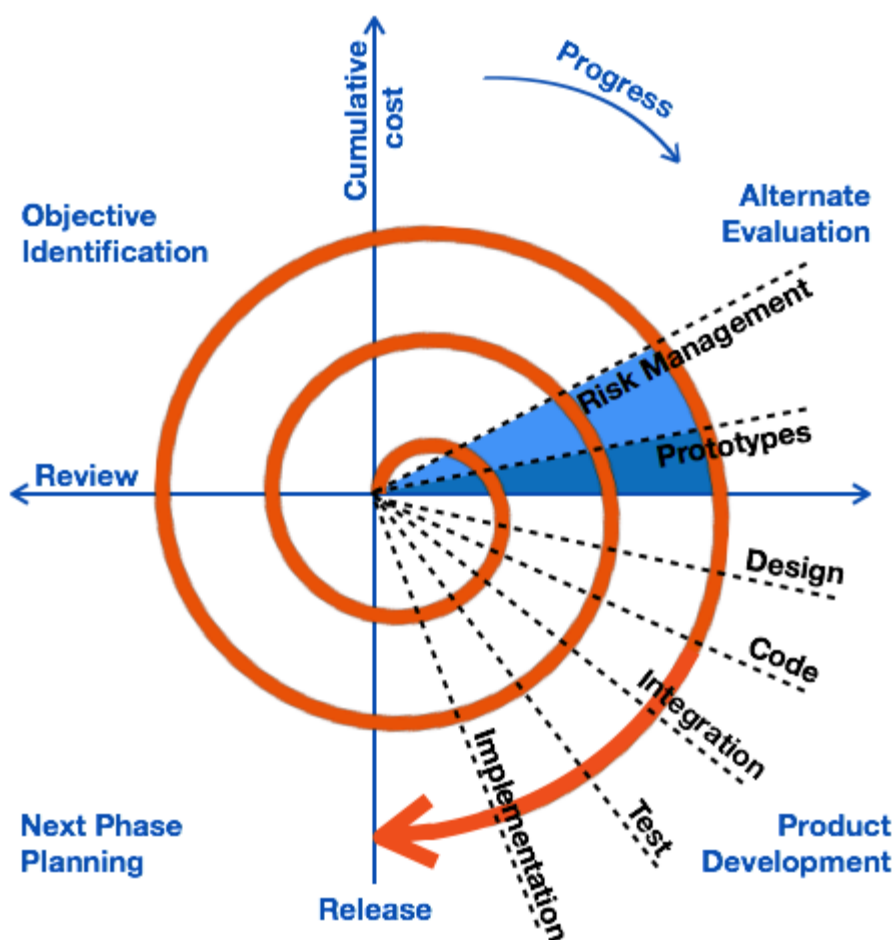 Cumulative
cost
Progress
Objective
Identification
Alternate
Evaluation
Risk Management
Prototypes
Review
Design
Code
Integration
Test
Implementation
Next Phase
Planning
Product
Development
Release